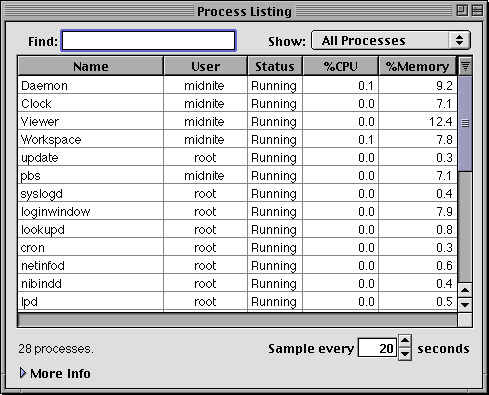 Process Listing
Find: Show: All Processes
Name User Status %CPU %Memory
Daemon midnite Running 0.1 9.2
Clock midnite Running 0.0 7.1
Viewer midnite Running 0.0 12.4
Workspace midnite Running 0.1 7.8
update root Running 0.0 0.3
pbs midnite Running 0.0 7.1
syslogd root Running 0.0 0.4
loginwindow root Running 0.0 7.9
lookupd root Running 0.0 0.8
cron root Running 0.0 0.3
netinfod root Running 0.0 0.6
nibindd root Running 0.0 0.4
lpd root Running 0.0 0.5
28 processes. Sample every 20 seconds
More Info